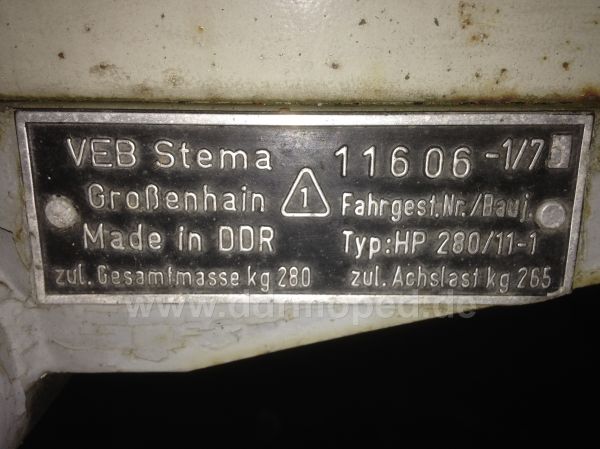 VEB Stema 11606 -1/7
Großenhain 1 Fahrgest.Nr./Bauj.
Made in DDR Typ:HP 280/11-1
zul. Gesamtmasse kg 280 zul. Achslast kg 265
www.ddrmoped.de